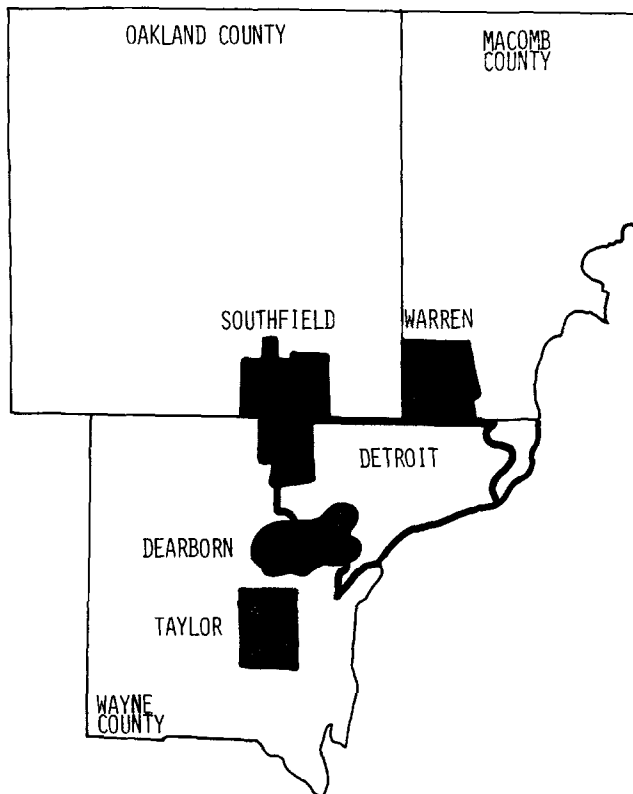 OAKLAND COUNTY
MACOMB
COUNTY
SOUTHFIELD
WARREN
DETROIT
DEARBORN
TAYLOR
WAYNE
COUNTY